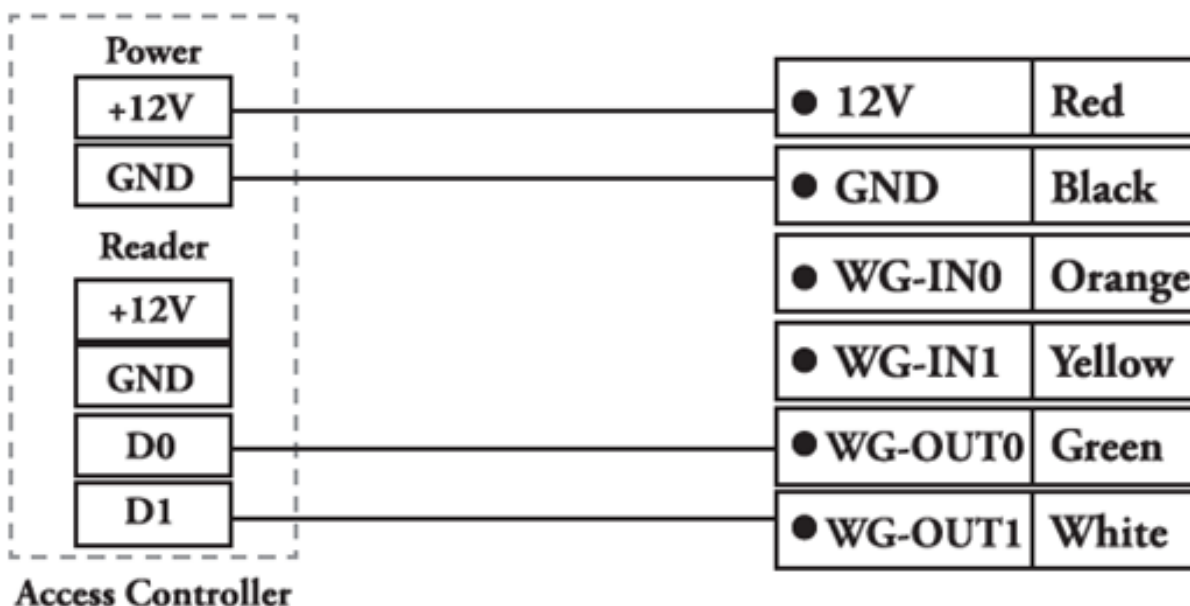 Power
+12V
GND
Reader
+12V
GND
D0
D1
Access Controller
12V Red
GND Black
WG-IN0 Orange
WG-IN1 Yellow
WG-OUT0 Green
WG-OUT1 White